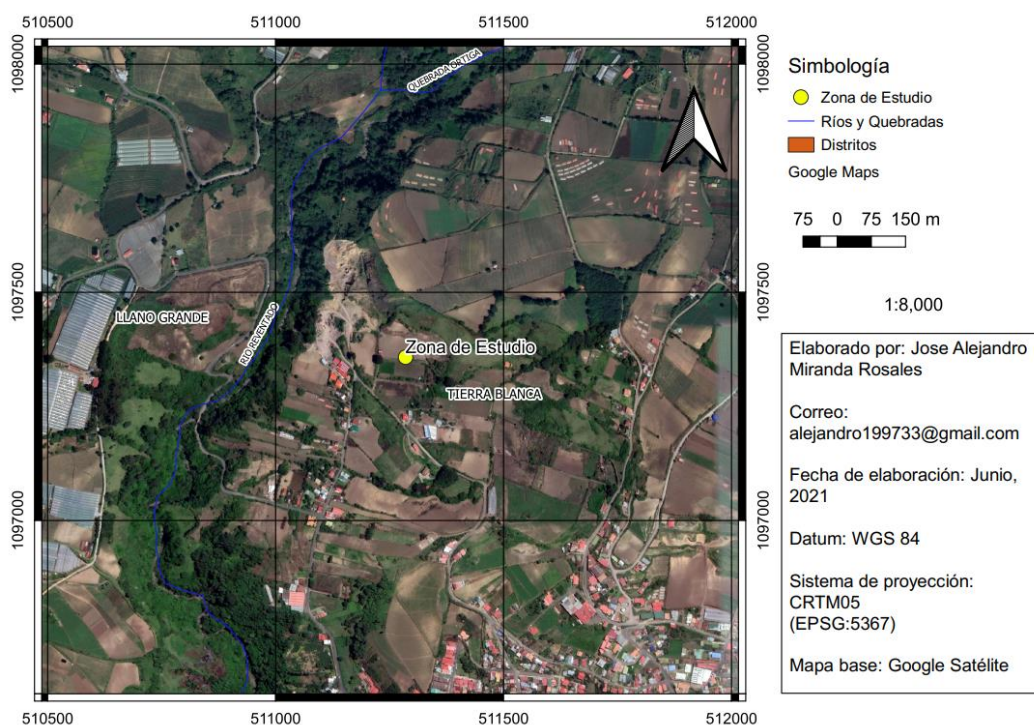 510500 511000 511500 512000
1098000 1098000
1097500 1097500
1097000 1097000
510500 511000 511500 512000
QUEBRADA ORTIGA
LLANO GRANDE
RIO REVENTADO
Zona de Estudio
TIERRA BLANCA
Simbología
Zona de Estudio
Ríos y Quebradas
Distritos
Google Maps
75 0 75 150 m
1:8,000
Elaborado por: Jose Alejandro
Miranda Rosales
Correo:
alejandro199733@gmail.com
Fecha de elaboración: Junio,
2021
Datum: WGS 84
Sistema de proyección:
CRTM05
(EPSG:5367)
Mapa base: Google Satélite